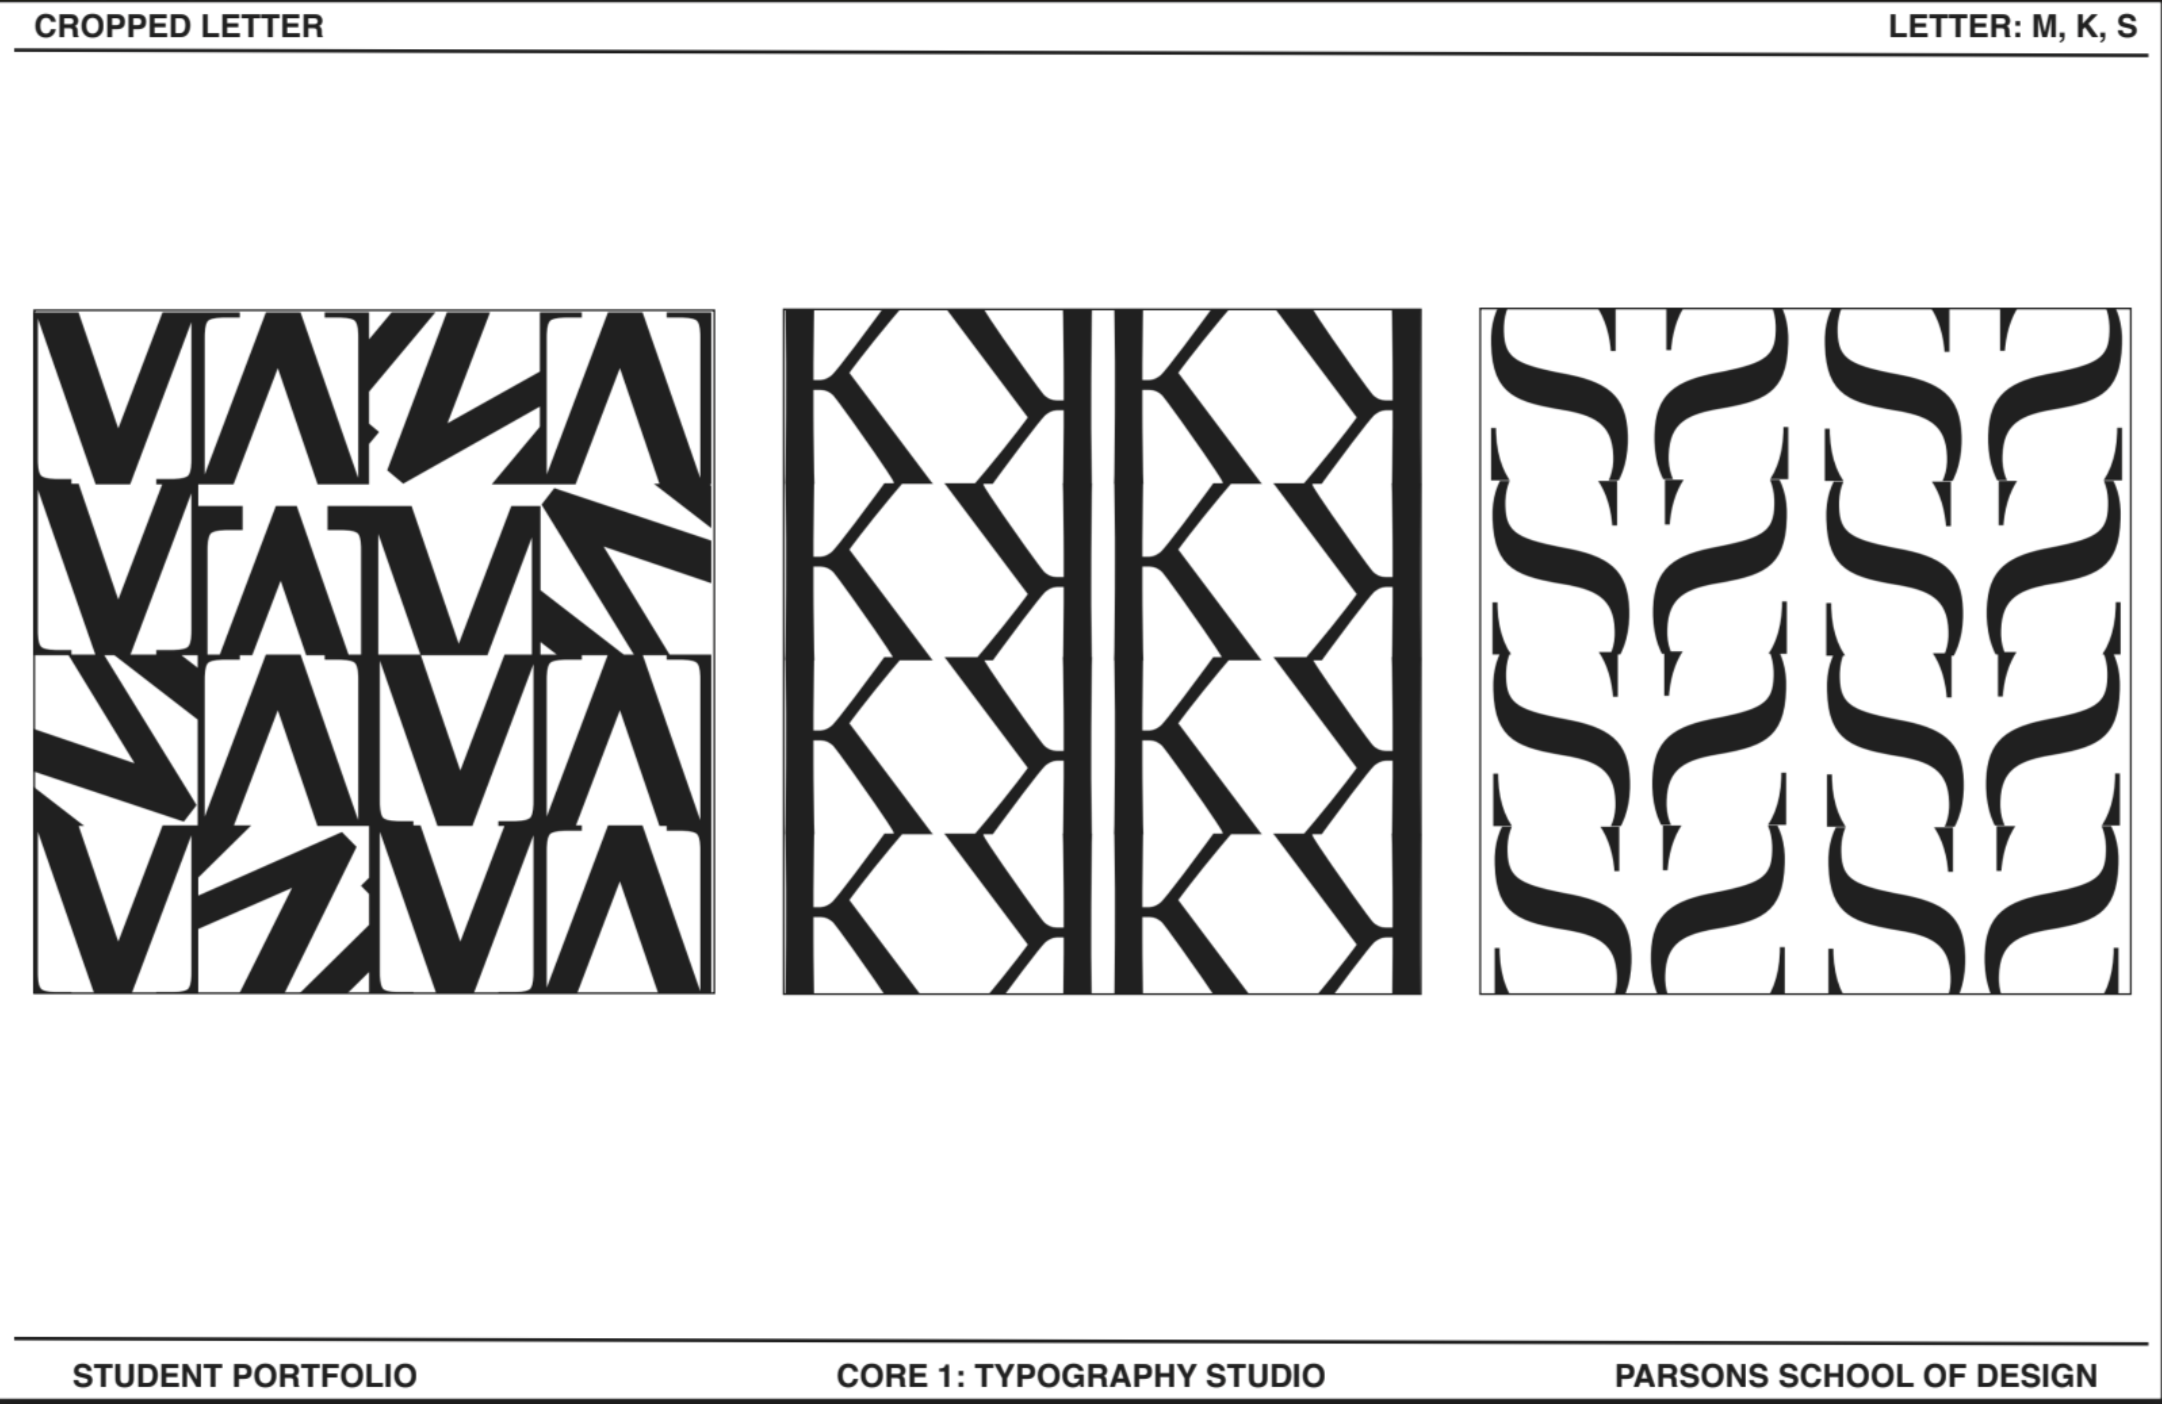 CROPPED LETTER
LETTER: M, K, S
STUDENT PORTFOLIO
CORE 1: TYPOGRAPHY STUDIO
PARSONS SCHOOL OF DESIGN